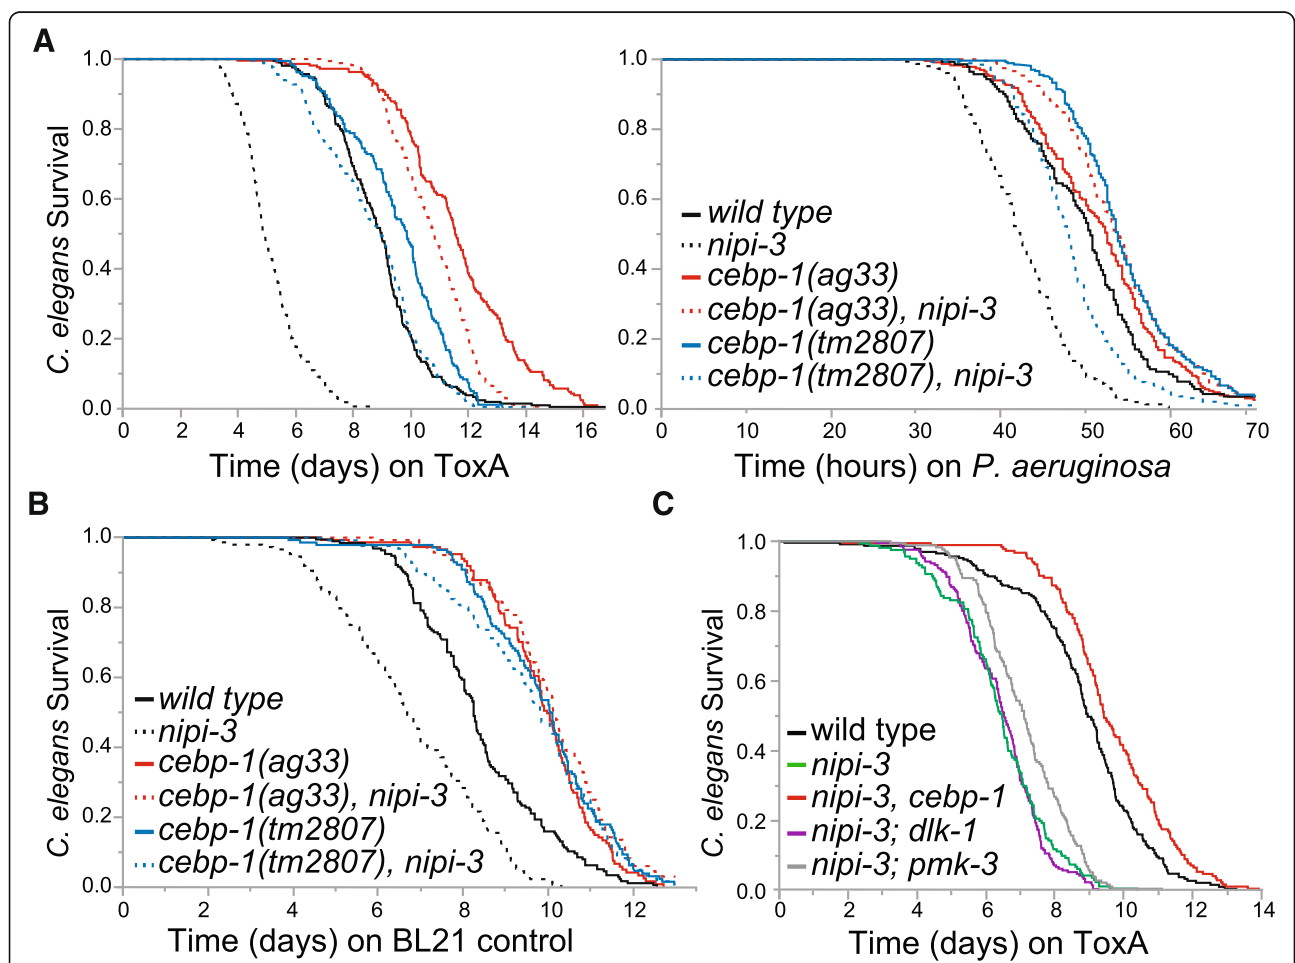 A
1.0
0.8
0.6
0.4
0.2
0.0
C. elegans Survival
0 2 4 6 8 10 12 14 16
Time (days) on ToxA
1.0
0.8
0.6
0.4
0.2
0.0
wild type
nipi-3
cebp-1(ag33)
cebp-1(ag33), nipi-3
cebp-1(tm2807)
cebp-1(tm2807), nipi-3
0 10 20 30 40 50 60 70
Time (hours) on P. aeruginosa
B
1.0
0.8
0.6
0.4
0.2
0.0
C. elegans Survival
wild type
nipi-3
cebp-1(ag33)
cebp-1(ag33), nipi-3
cebp-1(tm2807)
cebp-1(tm2807), nipi-3
0 2 4 6 8 10 12
Time (days) on BL21 control
C
1.0
0.8
0.6
0.4
0.2
0.0
C. elegans Survival
wild type
nipi-3
nipi-3, cebp-1
nipi-3; dlk-1
nipi-3; pmk-3
0 2 4 6 8 10 12 14
Time (days) on ToxA